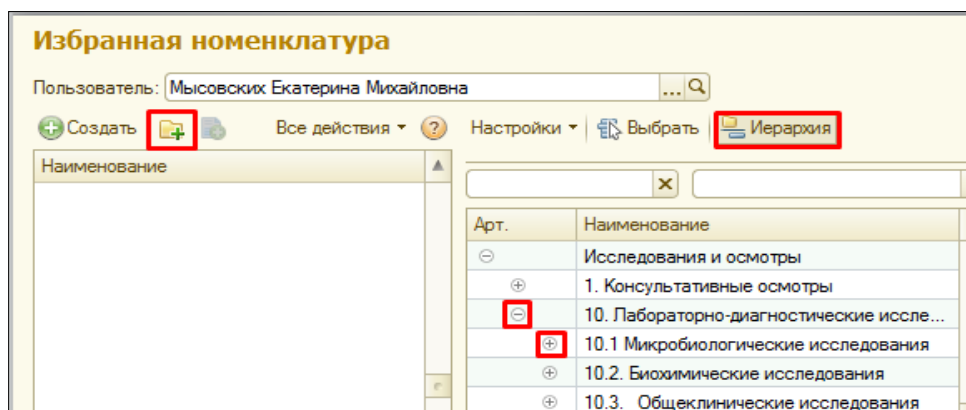 Избранная номенклатура
Пользователь: Мысовских Екатерина Михайловна ...
Создать Все действия ? Настройки Выбрать Иерархия
Наименование
Арт. Наименование
Исследования и осмотры
1. Консультативные осмотры
10. Лабораторно-диагностические иссле...
10.1 Микробиологические исследования
10.2. Биохимические исследования
10.3. Общеклинические исследования